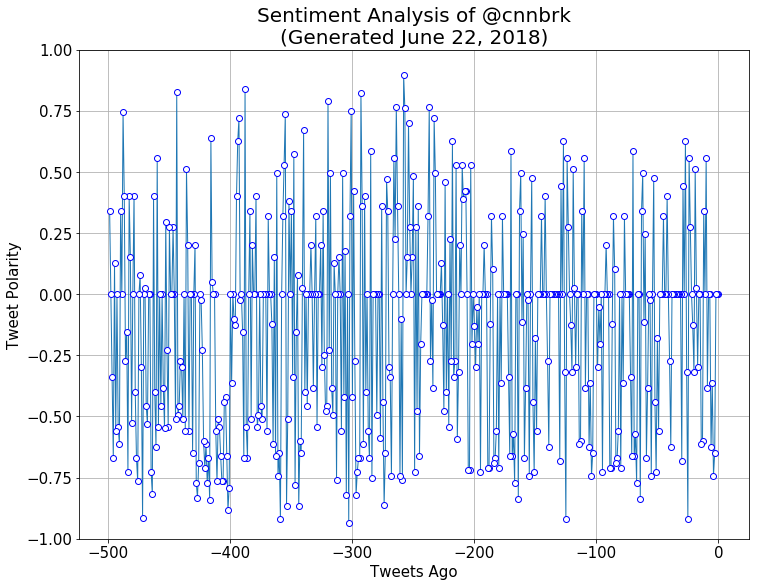 Sentiment Analysis of @cnnbrk
(Generated June 22, 2018)
1.00
0.75
0.50
0.25
0.00
−0.25
−0.50
−0.75
−1.00
Tweet Polarity
−500 −400 −300 −200 −100 0
Tweets Ago